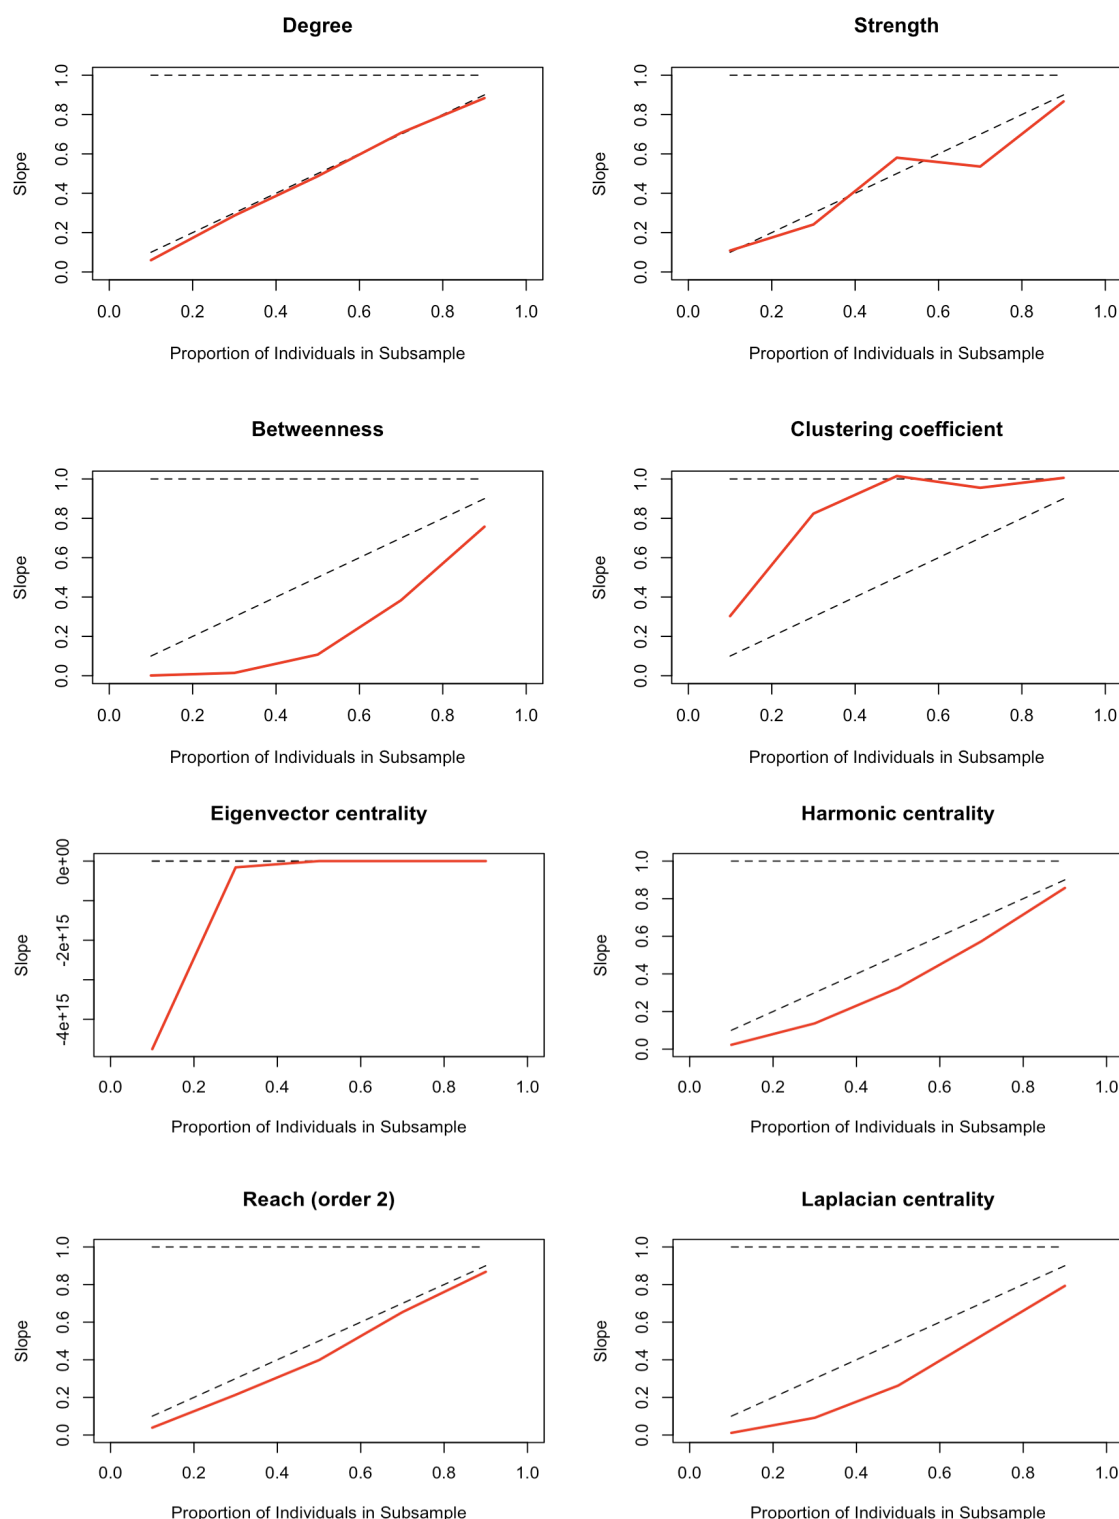 Degree
1.0
0.8
0.6
0.4
0.2
0.0
Slope
0.0 0.2 0.4 0.6 0.8 1.0
Proportion of Individuals in Subsample
Strength
1.0
0.8
0.6
0.4
0.2
0.0
Slope
0.0 0.2 0.4 0.6 0.8 1.0
Proportion of Individuals in Subsample
Betweenness
1.0
0.8
0.6
0.4
0.2
0.0
Slope
0.0 0.2 0.4 0.6 0.8 1.0
Proportion of Individuals in Subsample
Clustering coefficient
1.0
0.8
0.6
0.4
0.2
0.0
Slope
0.0 0.2 0.4 0.6 0.8 1.0
Proportion of Individuals in Subsample
Eigenvector centrality
0e+00
-2e+15
-4e+15
Slope
0.0 0.2 0.4 0.6 0.8 1.0
Proportion of Individuals in Subsample
Harmonic centrality
1.0
0.8
0.6
0.4
0.2
0.0
Slope
0.0 0.2 0.4 0.6 0.8 1.0
Proportion of Individuals in Subsample
Reach (order 2)
1.0
0.8
0.6
0.4
0.2
0.0
Slope
0.0 0.2 0.4 0.6 0.8 1.0
Proportion of Individuals in Subsample
Laplacian centrality
1.0
0.8
0.6
0.4
0.2
0.0
Slope
0.0 0.2 0.4 0.6 0.8 1.0
Proportion of Individuals in Subsample